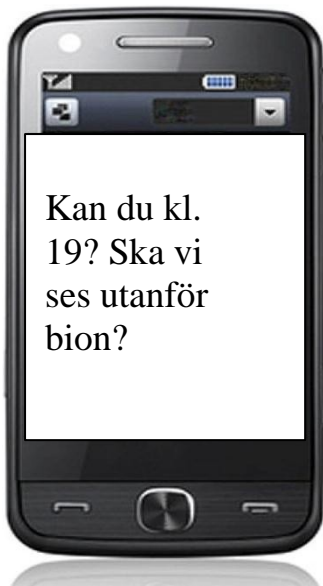 Kan du kl.
19? Ska vi
ses utanför
bion?